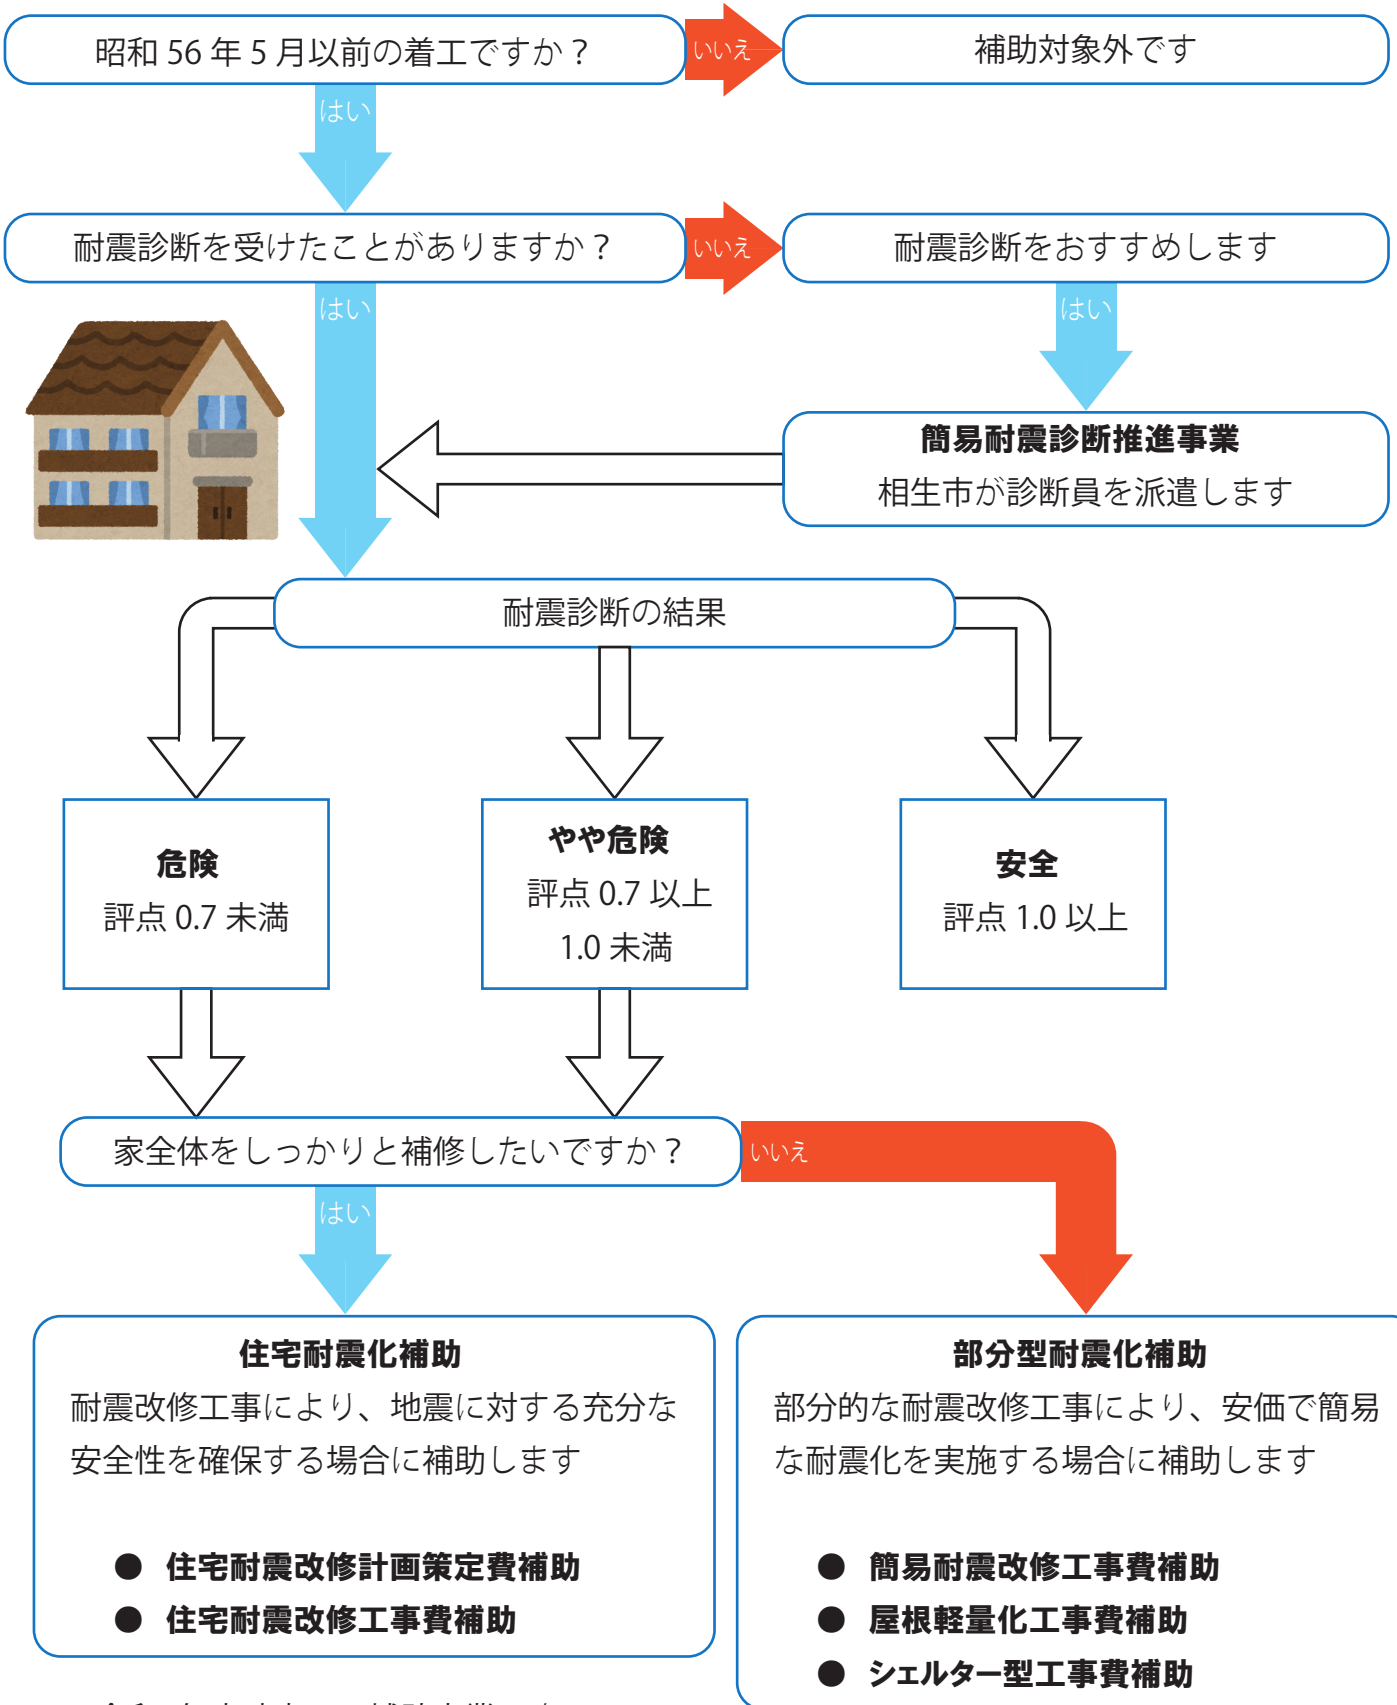 昭和 56 年 5 月以前の着工ですか？
いいえ
補助対象外です
はい
耐震診断を受けたことがありますか？
いいえ
耐震診断をおすすめします
はい
はい
簡易耐震診断推進事業
相生市が診断員を派遣します
耐震診断の結果
危険
評点 0.7 未満
やや危険
評点 0.7 以上
1.0 未満
安全
評点 1.0 以上
家全体をしっかりと補修したいですか？
いいえ
はい
住宅耐震化補助
耐震改修工事により、地震に対する充分な
安全性を確保する場合に補助します
● 住宅耐震改修計画策定費補助
● 住宅耐震改修工事費補助
部分型耐震化補助
部分的な耐震改修工事により、安価で簡易
な耐震化を実施する場合に補助します
● 簡易耐震改修工事費補助
● 屋根軽量化工事費補助
● シェルター型工事費補助